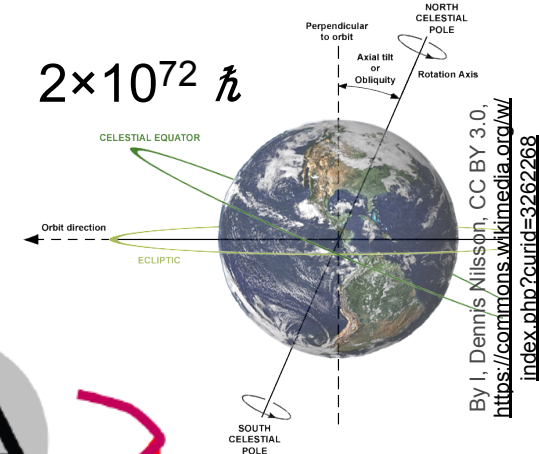 NORTH
CELESTIAL
POLE
Perpendicular
to orbit
Axial tilt
or
Obliquity
Rotation Axis
2×10⁷² ℏ
CELESTIAL EQUATOR
Orbit direction
ECLIPTIC
SOUTH
CELESTIAL
POLE
By I, Dennis Nilsson, CC BY 3.0,
https://commons.wikimedia.org/w/
index.php?curid=3262268